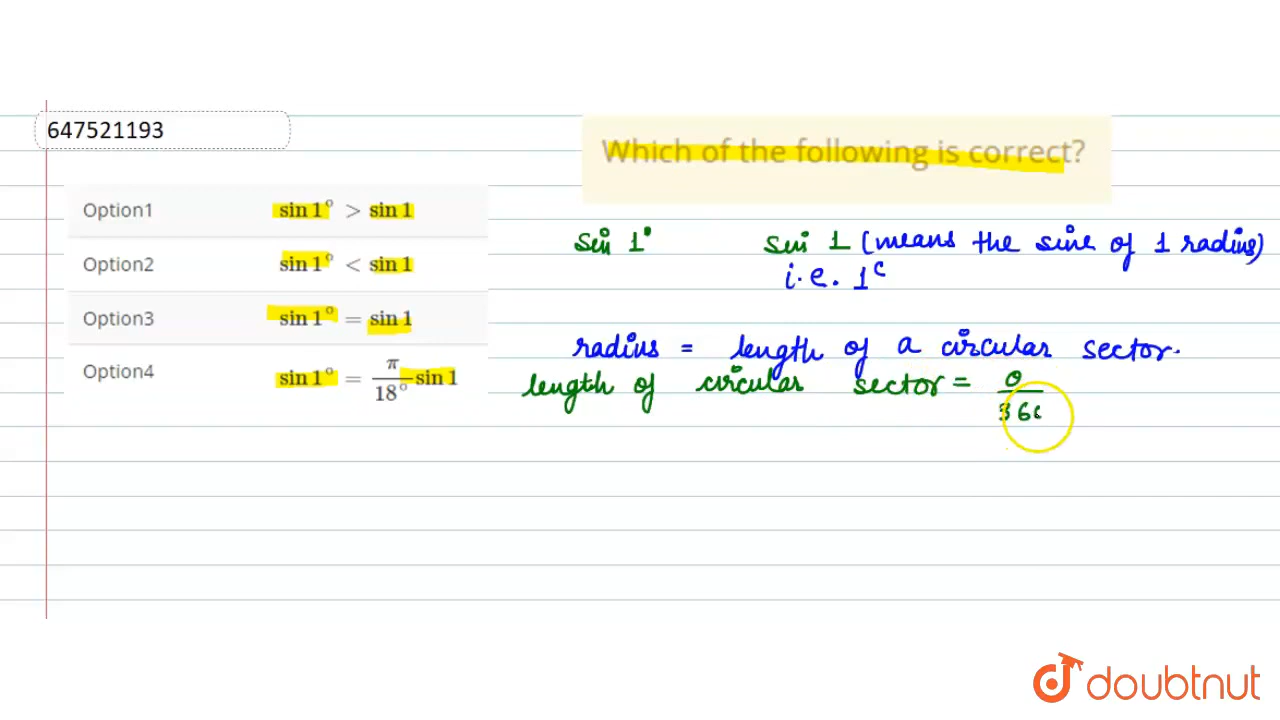 647521193
Which of the following is correct?
Option1 sin 1° > sin 1
Option2 sin 1° < sin 1
Option3 sin 1° = sin 1
Option4 sin 1° = π/18° sin 1
sin 1° sin 1 (means the sine of 1 radius)
i.e. 1ᶜ
radius = length of a circular sector.
length of circular sector = θ/360
doubtnut